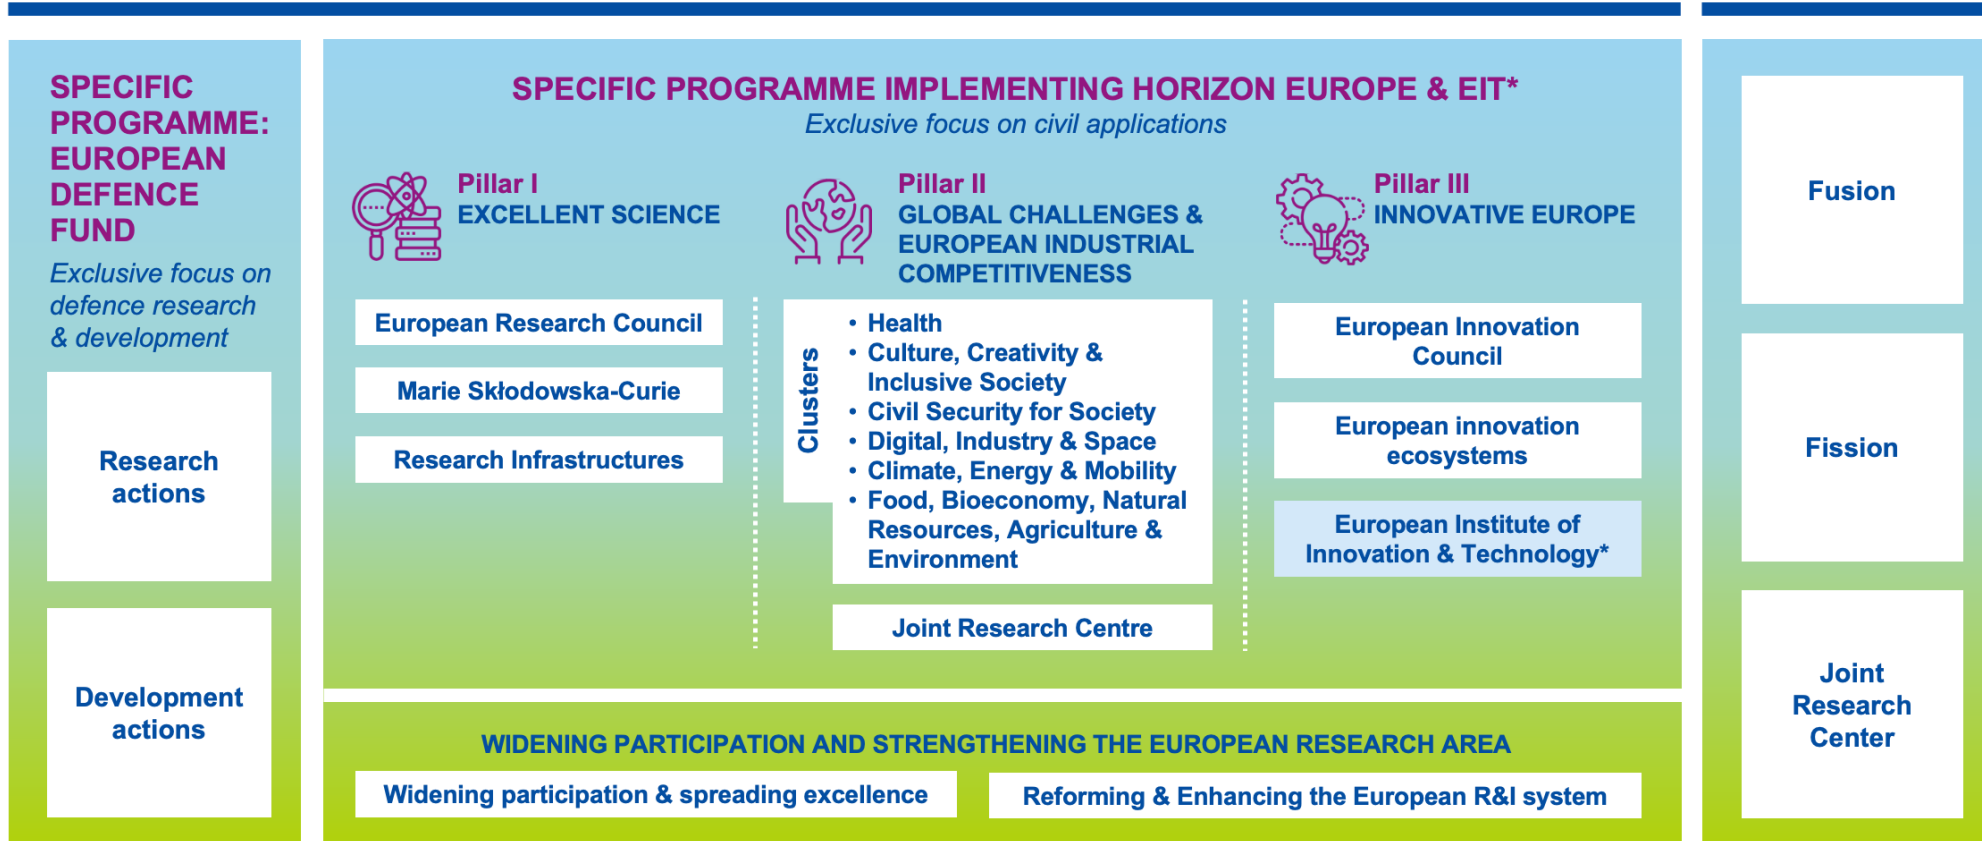 SPECIFIC
PROGRAMME:
EUROPEAN
DEFENCE
FUND
Exclusive focus on
defence research
& development
Research
actions
Development
actions
SPECIFIC PROGRAMME IMPLEMENTING HORIZON EUROPE & EIT*
Exclusive focus on civil applications
Pillar I
EXCELLENT SCIENCE
European Research Council
Marie Skłodowska-Curie
Research Infrastructures
Pillar II
GLOBAL CHALLENGES &
EUROPEAN INDUSTRIAL
COMPETITIVENESS
Clusters
• Health
• Culture, Creativity &
Inclusive Society
• Civil Security for Society
• Digital, Industry & Space
• Climate, Energy & Mobility
• Food, Bioeconomy, Natural
Resources, Agriculture &
Environment
Joint Research Centre
Pillar III
INNOVATIVE EUROPE
European Innovation
Council
European innovation
ecosystems
European Institute of
Innovation & Technology*
WIDENING PARTICIPATION AND STRENGTHENING THE EUROPEAN RESEARCH AREA
Widening participation & spreading excellence
Reforming & Enhancing the European R&I system
Fusion
Fission
Joint
Research
Center